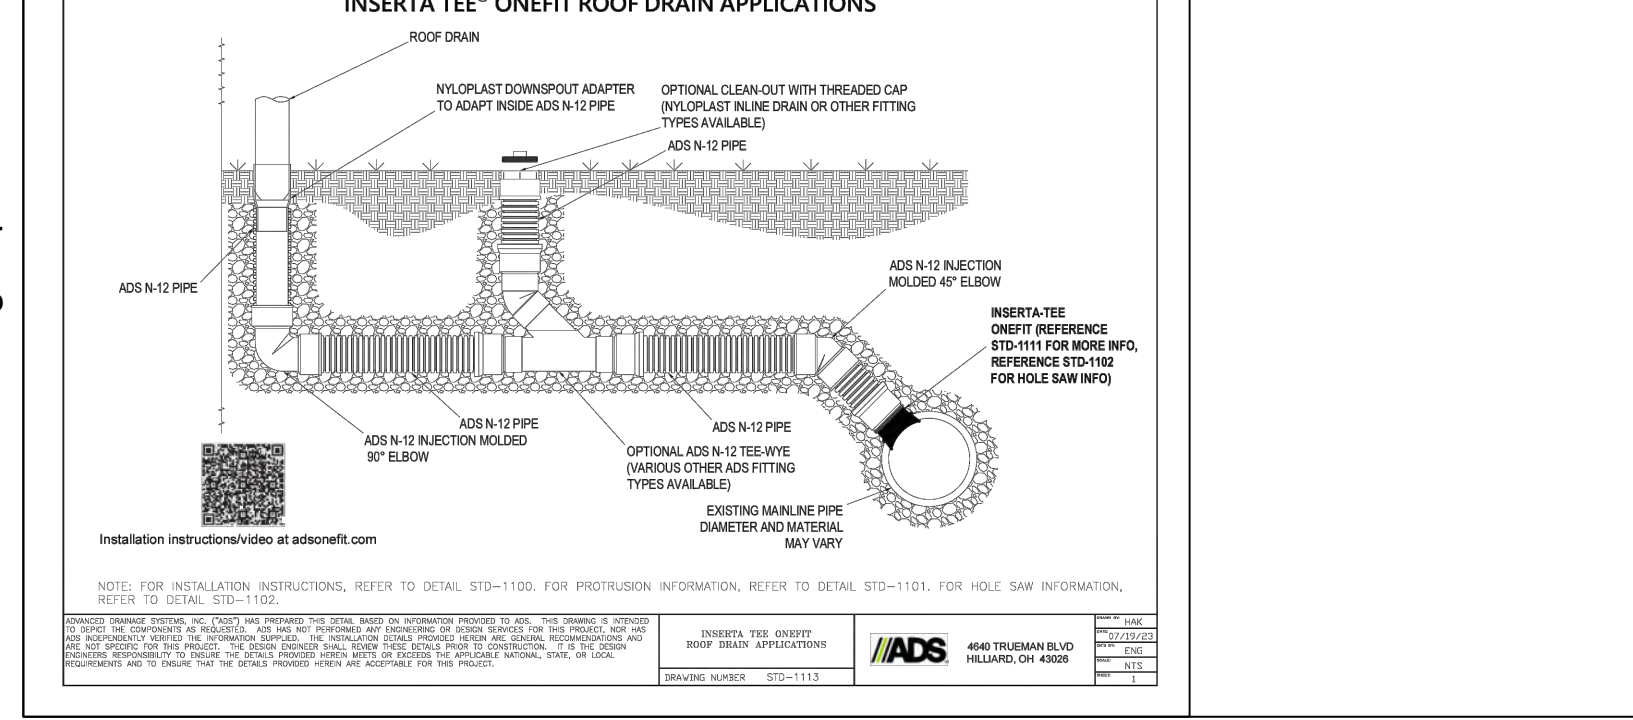 INSERTA TEE® ONEFIT ROOF DRAIN APPLICATIONS
ROOF DRAIN
NYLOPLAST DOWNSPOUT ADAPTER
TO ADAPT INSIDE ADS N-12 PIPE
OPTIONAL CLEAN-OUT WITH THREADED CAP
(NYLOPLAST INLINE DRAIN OR OTHER FITTING
TYPES AVAILABLE)
ADS N-12 PIPE
ADS N-12 PIPE
ADS N-12 INJECTION
MOLDED 45° ELBOW
INSERTA-TEE
ONEFIT (REFERENCE
STD-1111 FOR MORE INFO,
REFERENCE STD-1102
FOR HOLE SAW INFO)
ADS N-12 PIPE
ADS N-12 INJECTION MOLDED
90° ELBOW
ADS N-12 PIPE
OPTIONAL ADS N-12 TEE-WYE
(VARIOUS OTHER ADS FITTING
TYPES AVAILABLE)
EXISTING MAINLINE PIPE
DIAMETER AND MATERIAL
MAY VARY
Installation instructions/video at adsonefit.com
NOTE: FOR INSTALLATION INSTRUCTIONS, REFER TO DETAIL STD-1100. FOR PROTRUSION INFORMATION, REFER TO DETAIL STD-1101. FOR HOLE SAW INFORMATION,
REFER TO DETAIL STD-1102.
ADVANCED DRAINAGE SYSTEMS, INC. ("ADS") HAS PREPARED THIS DETAIL BASED ON INFORMATION PROVIDED TO ADS. THIS DRAWING IS INTENDED
TO DEPICT THE COMPONENTS AS REQUESTED. ADS HAS NOT PERFORMED ANY ENGINEERING OR DESIGN SERVICES FOR THIS PROJECT, NOR HAS
ADS INDEPENDENTLY VERIFIED THE INFORMATION SUPPLIED. THE INSTALLATION DETAILS PROVIDED HEREIN ARE GENERAL RECOMMENDATIONS AND
ARE NOT SPECIFIC FOR THIS PROJECT. THE DESIGN ENGINEER SHALL REVIEW THESE DETAILS PRIOR TO CONSTRUCTION. IT IS THE DESIGN
ENGINEERS RESPONSIBILITY TO ENSURE THE DETAILS PROVIDED HEREIN MEETS OR EXCEEDS THE APPLICABLE NATIONAL, STATE, OR LOCAL
REQUIREMENTS AND TO ENSURE THAT THE DETAILS PROVIDED HEREIN ARE ACCEPTABLE FOR THIS PROJECT.
INSERTA TEE ONEFIT
ROOF DRAIN APPLICATIONS
DRAWING NUMBER STD-1113
ADS
4640 TRUEMAN BLVD
HILLIARD, OH 43026
DRAWN BY: HAK
DATE: 07/19/23
ENG
SCALE: NTS
SHEET: 1